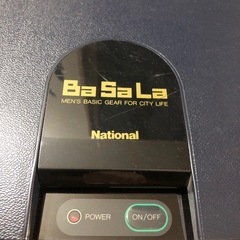 BaSaLa
MEN'S BASIC GEAR FOR CITY LIFE
National
POWER ON/OFF